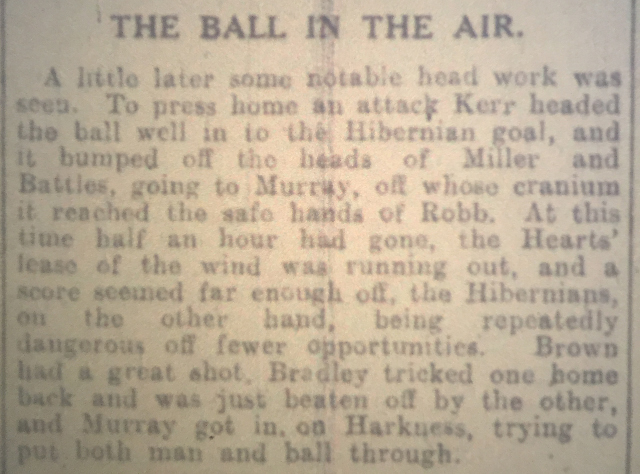 THE BALL IN THE AIR.
A little later some notable head work was
seen. To press home an attack Kerr headed
the ball well in to the Hibernian goal, and
it bumped off the heads of Miller and
Battles, going to Murray, off whose cranium
it reached the safe hands of Robb. At this
time half an hour had gone, the Hearts'
lease of the wind was running out, and a
score seemed far enough off, the Hibernians,
on the other hand, being repeatedly
dangerous off fewer opportunities. Brown
had a great shot, Bradley tricked one home
back and was just beaten off by the other,
and Murray got in on Harkness, trying to
put both man and ball through.